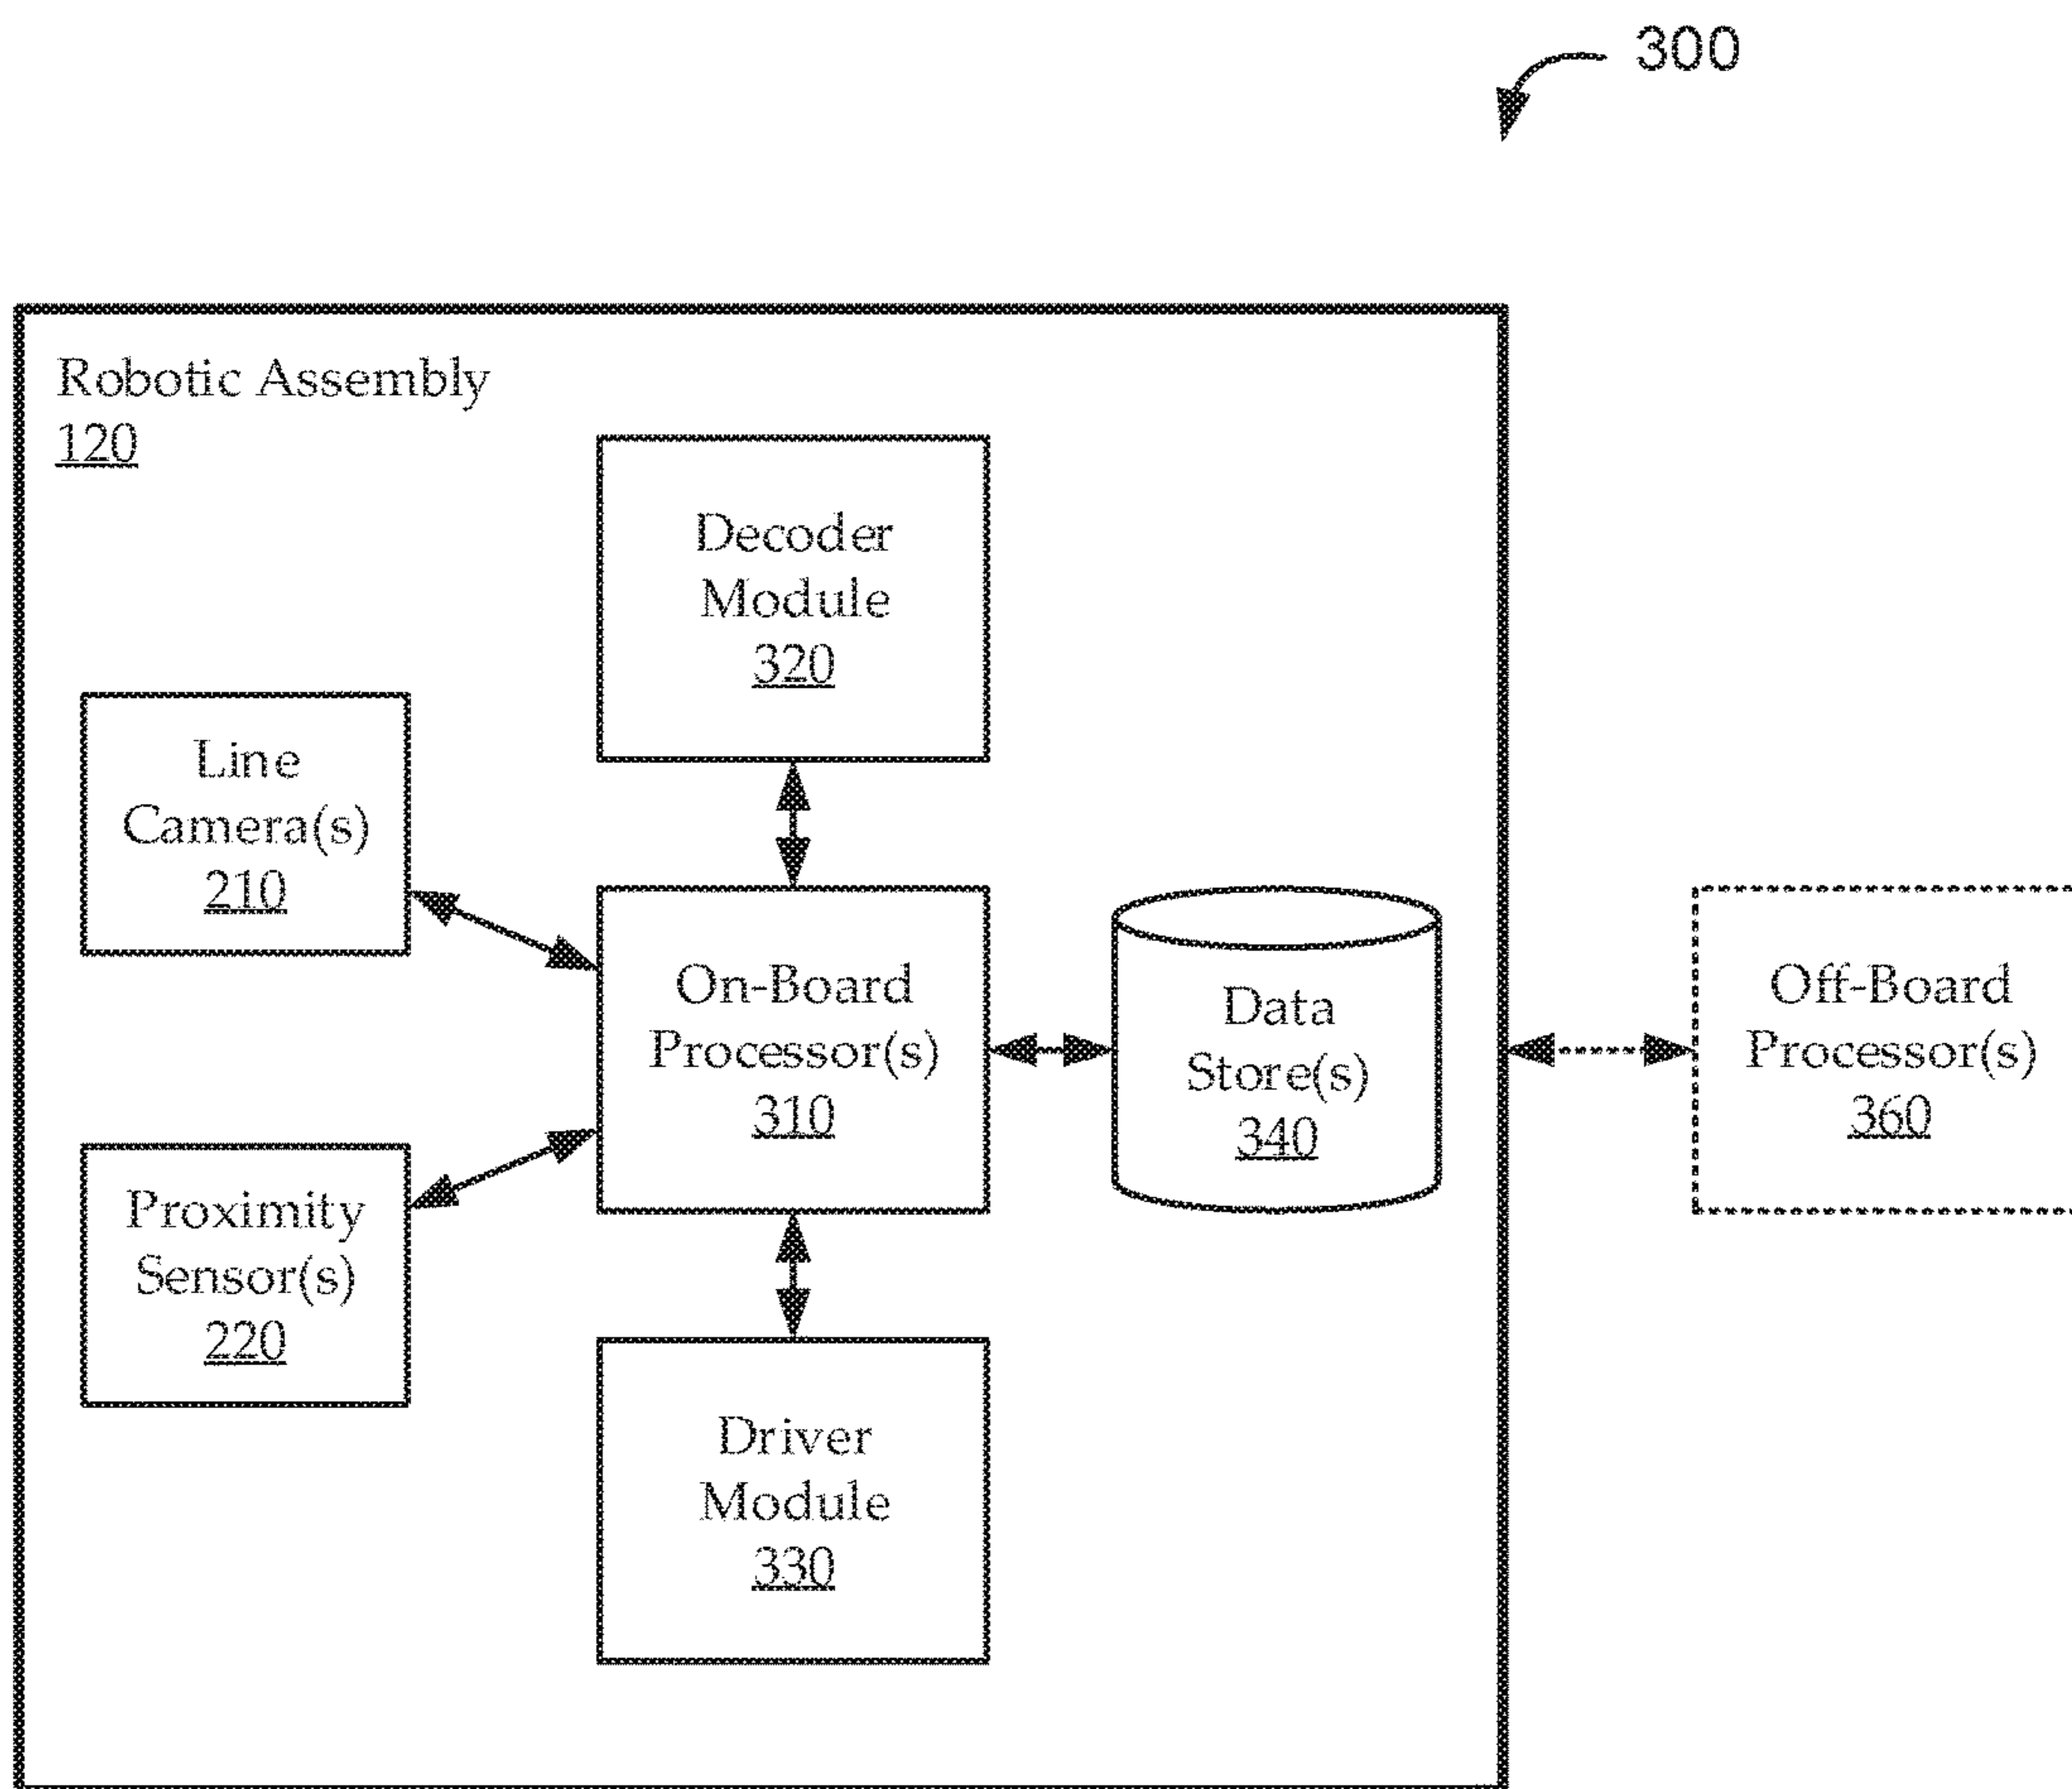 300
Robotic Assembly
120
Decoder
Module
320
Line
Camera(s)
210
On-Board
Processor(s)
310
Data
Store(s)
340
Off-Board
Processor(s)
360
Proximity
Sensor(s)
220
Driver
Module
330